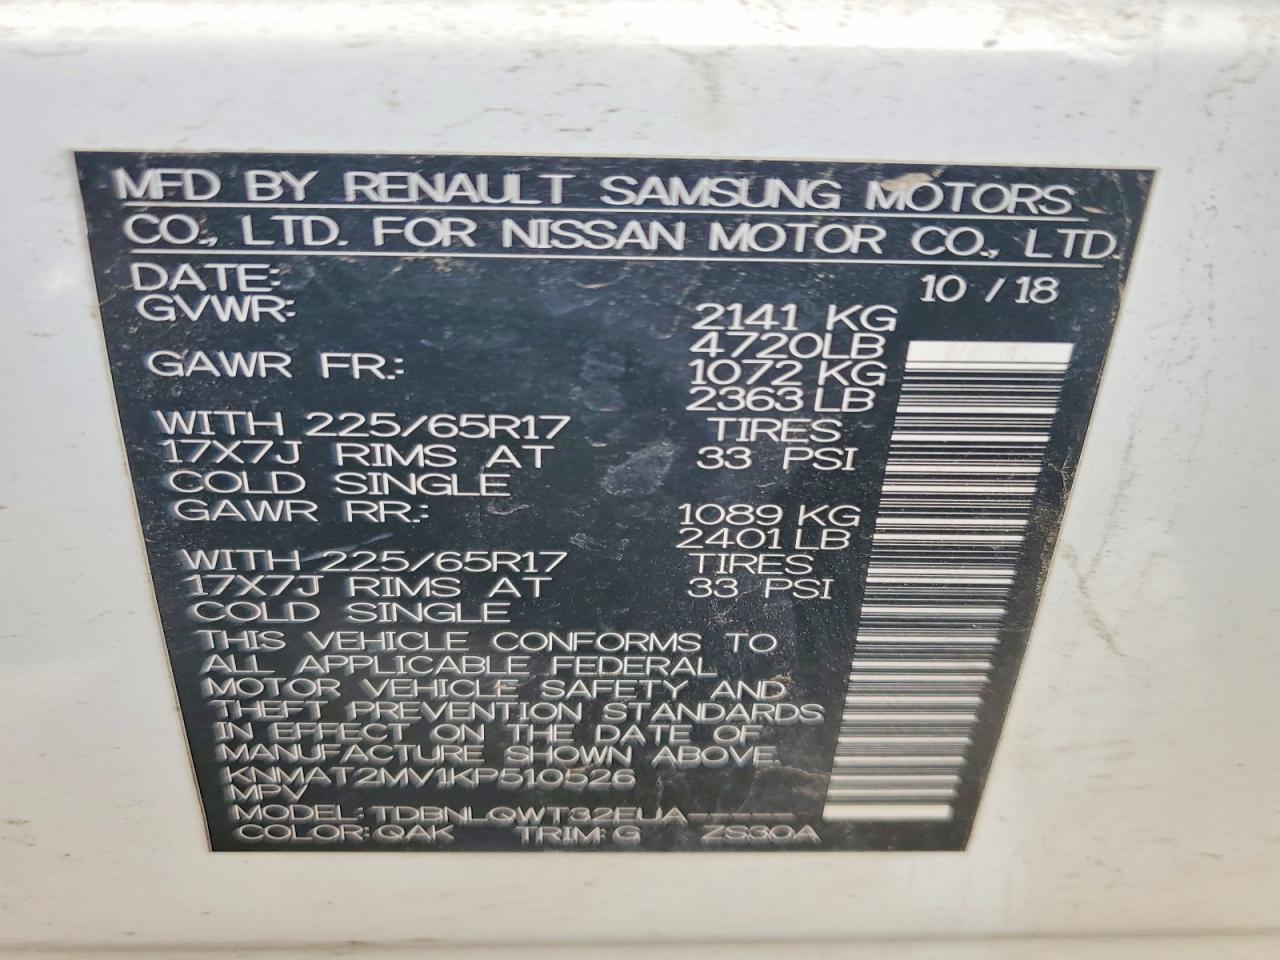 MFD BY RENAULT SAMSUNG MOTORS
CO., LTD. FOR NISSAN MOTOR CO., LTD.
DATE: 10 / 18
GVWR: 2141 KG
4720LB
GAWR FR.: 1072 KG
2363 LB
WITH 225/65R17 TIRES
17X7J RIMS AT 33 PSI
COLD SINGLE
GAWR RR.: 1089 KG
2401 LB
WITH 225/65R17 TIRES
17X7J RIMS AT 33 PSI
COLD SINGLE
THIS VEHICLE CONFORMS TO
ALL APPLICABLE FEDERAL
MOTOR VEHICLE SAFETY AND
THEFT PREVENTION STANDARDS
IN EFFECT ON THE DATE OF
MANUFACTURE SHOWN ABOVE.
KNMAT2MV1KP510526
MPV
MODEL: TDBNLQWT32EUA-----
COLOR: QAK TRIM: G ZS30A